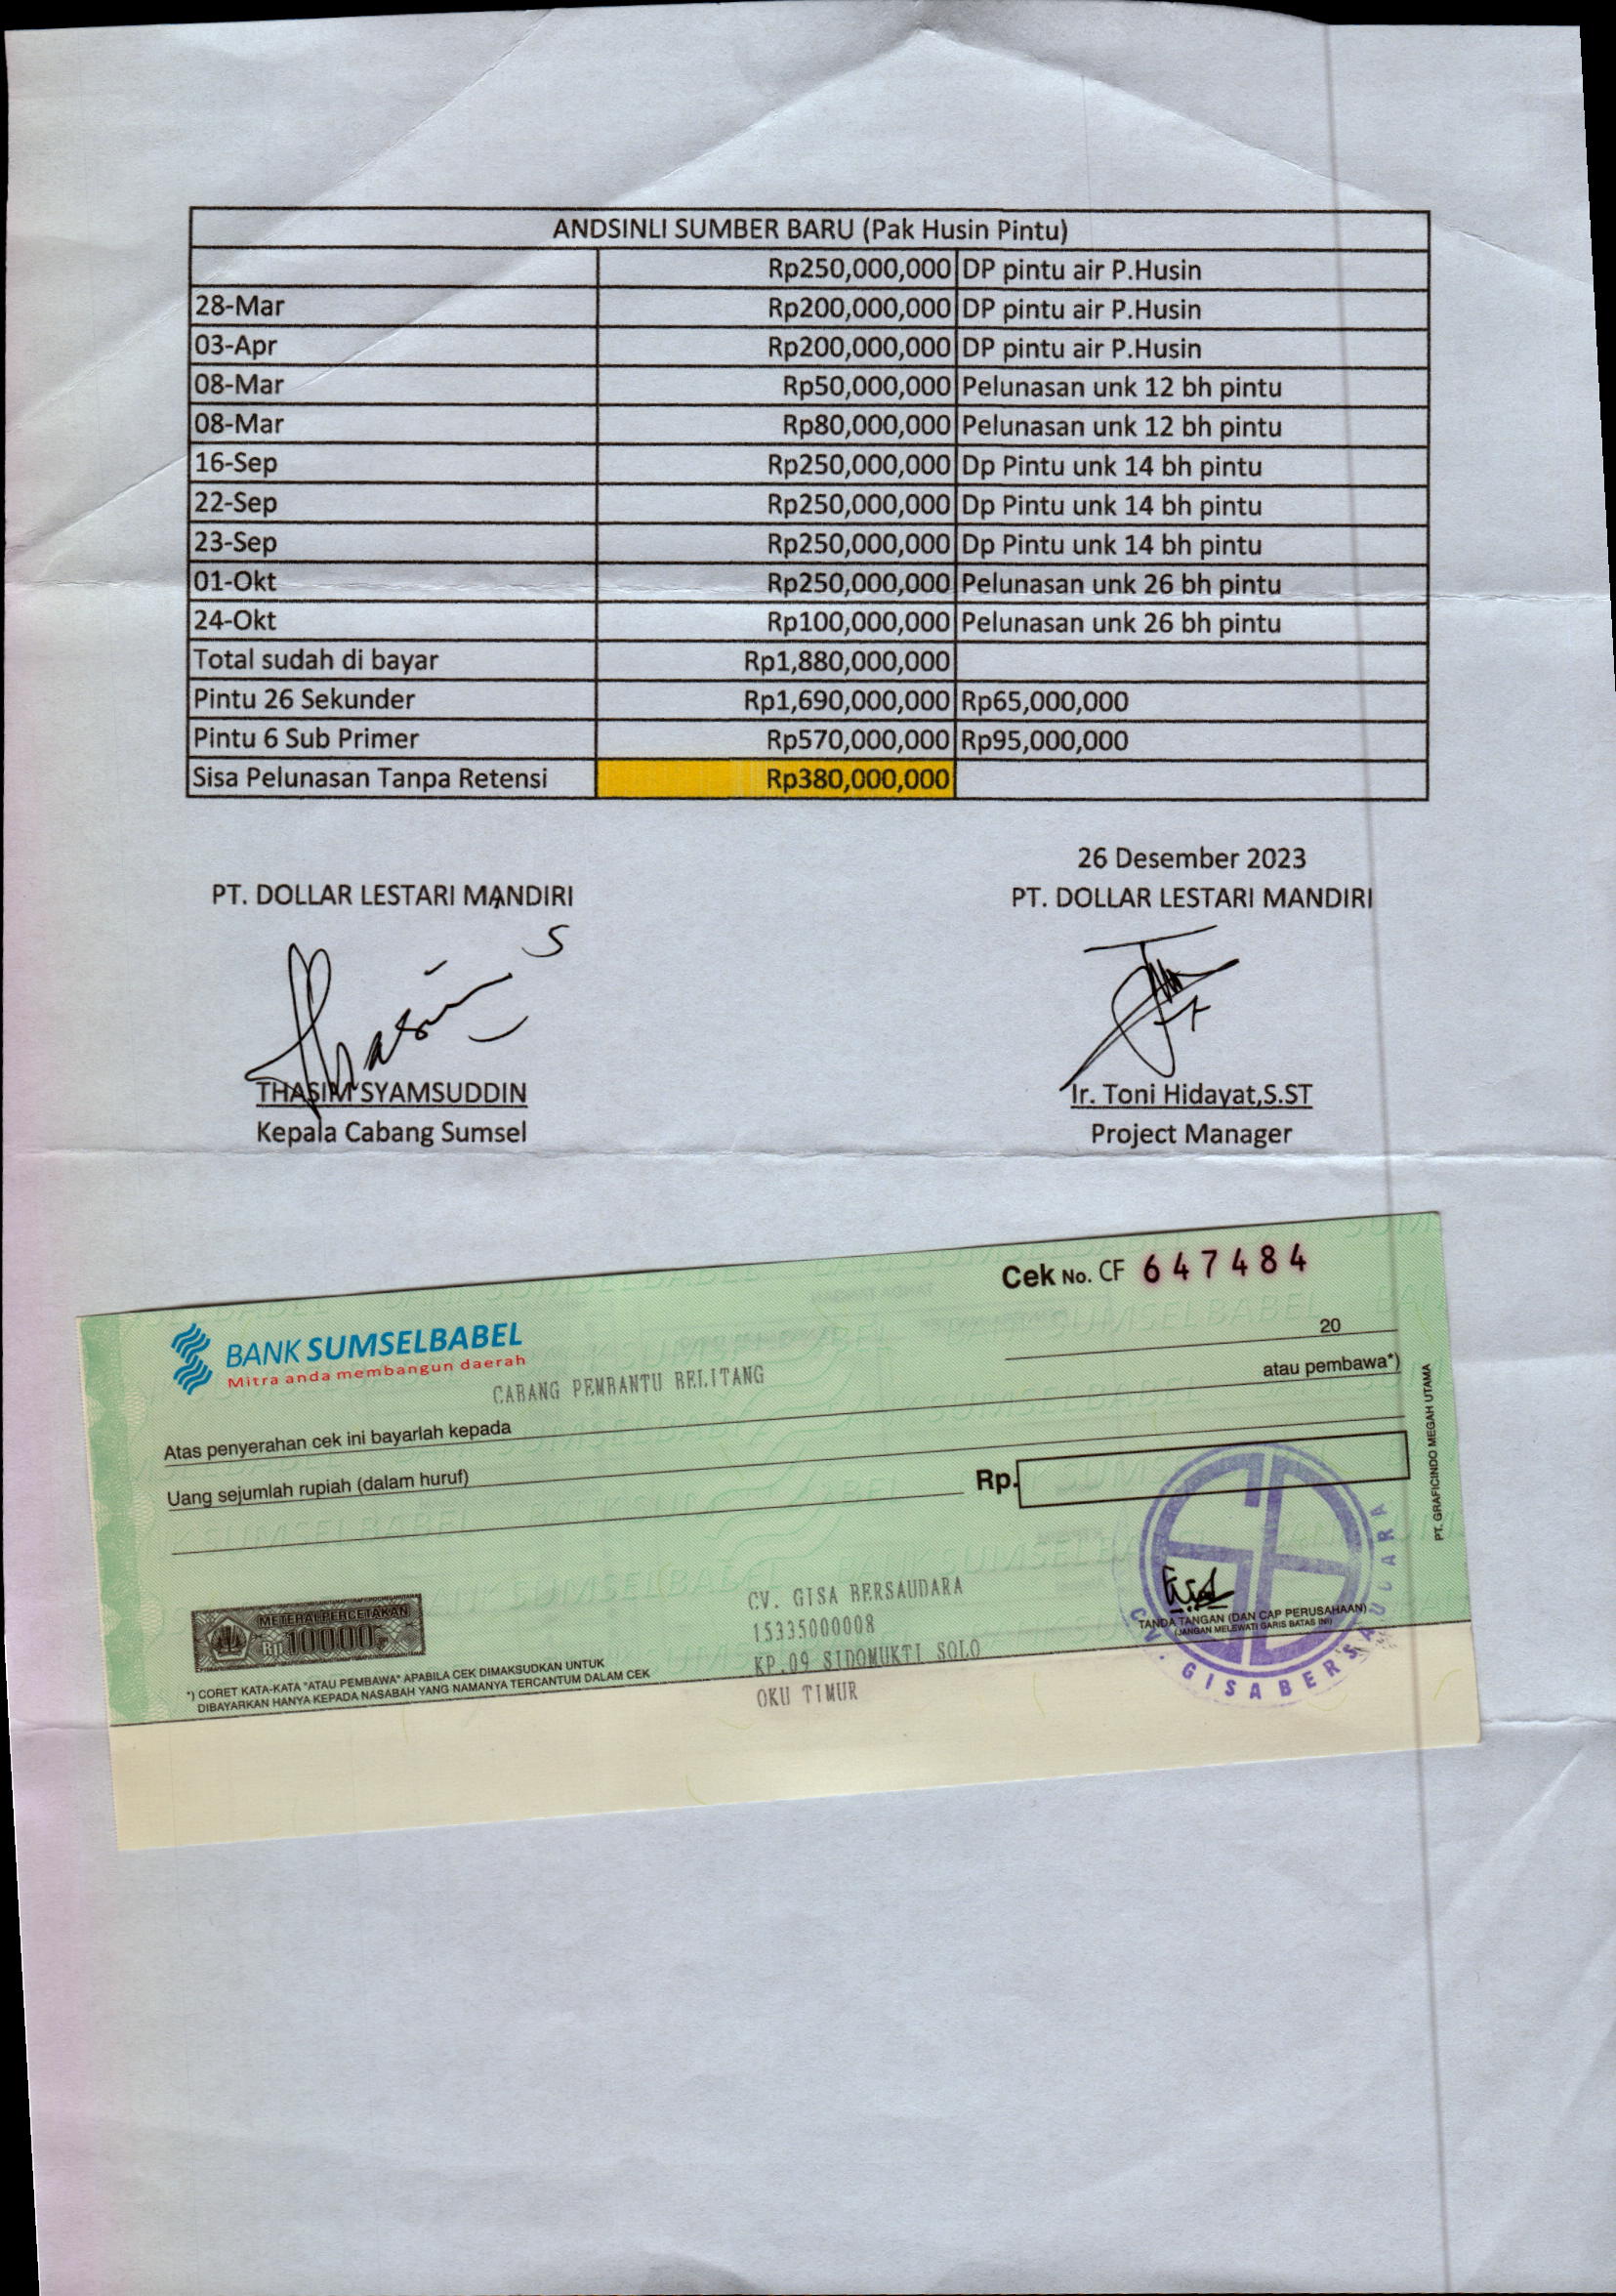 ANDSINLI SUMBER BARU (Pak Husin Pintu)
Rp250,000,000 DP pintu air P.Husin
28-Mar Rp200,000,000 DP pintu air P.Husin
03-Apr Rp200,000,000 DP pintu air P.Husin
08-Mar Rp50,000,000 Pelunasan unk 12 bh pintu
08-Mar Rp80,000,000 Pelunasan unk 12 bh pintu
16-Sep Rp250,000,000 Dp Pintu unk 14 bh pintu
22-Sep Rp250,000,000 Dp Pintu unk 14 bh pintu
23-Sep Rp250,000,000 Dp Pintu unk 14 bh pintu
01-Okt Rp250,000,000 Pelunasan unk 26 bh pintu
24-Okt Rp100,000,000 Pelunasan unk 26 bh pintu
Total sudah di bayar Rp1,880,000,000
Pintu 26 Sekunder Rp1,690,000,000 Rp65,000,000
Pintu 6 Sub Primer Rp570,000,000 Rp95,000,000
Sisa Pelunasan Tanpa Retensi Rp380,000,000
26 Desember 2023
PT. DOLLAR LESTARI MANDIRI PT. DOLLAR LESTARI MANDIRI
THASIM SYAMSUDDIN Ir. Toni Hidayat,S.ST
Kepala Cabang Sumsel Project Manager
Cek No. CF 647484
BANK SUMSELBABEL
Mitra anda membangun daerah
20
CABANG PEMBANTU BELITANG
atau pembawa*)
Atas penyerahan cek ini bayarlah kepada
Uang sejumlah rupiah (dalam huruf)
Rp.
PT. GRAFICINDO MEGAH UTAMA
METERAI PERCETAKAN
Rp 10000,-
CV. GISA BERSAUDARA
15335000008
KP.09 SIDOMUKTI SOLO
OKU TIMUR
TANDA TANGAN (DAN CAP PERUSAHAAN)
(JANGAN MELEWATI GARIS BATAS INI)
CV. GISA BERSAUDARA
*) CORET KATA-KATA "ATAU PEMBAWA" APABILA CEK DIMAKSUDKAN UNTUK
DIBAYARKAN HANYA KEPADA NASABAH YANG NAMANYA TERCANTUM DALAM CEK